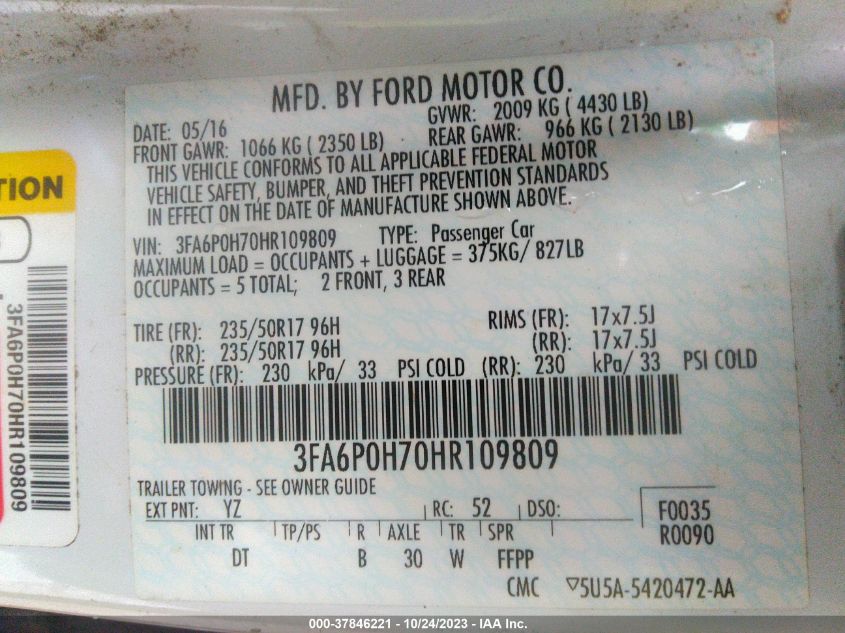 MFD. BY FORD MOTOR CO.
DATE: 05/16 GVWR: 2009 KG ( 4430 LB)
FRONT GAWR: 1066 KG ( 2350 LB) REAR GAWR: 966 KG ( 2130 LB)
THIS VEHICLE CONFORMS TO ALL APPLICABLE FEDERAL MOTOR
VEHICLE SAFETY, BUMPER, AND THEFT PREVENTION STANDARDS
IN EFFECT ON THE DATE OF MANUFACTURE SHOWN ABOVE.
VIN: 3FA6P0H70HR109809 TYPE: Passenger Car
MAXIMUM LOAD = OCCUPANTS + LUGGAGE = 375KG/ 827LB
OCCUPANTS = 5 TOTAL; 2 FRONT, 3 REAR
TIRE (FR): 235/50R17 96H RIMS (FR): 17x7.5J
(RR): 235/50R17 96H (RR): 17x7.5J
PRESSURE (FR): 230 kPa/ 33 PSI COLD (RR): 230 kPa/ 33 PSI COLD
3FA6P0H70HR109809
TRAILER TOWING - SEE OWNER GUIDE
EXT PNT: YZ RC: 52 DSO: F0035
R0090
INT TR TP/PS R AXLE TR SPR
DT B 30 W FFPP
CMC ▽5U5A-5420472-AA
TION
3FA6P0H70HR109809
000-37846221 - 10/24/2023 - IAA Inc.